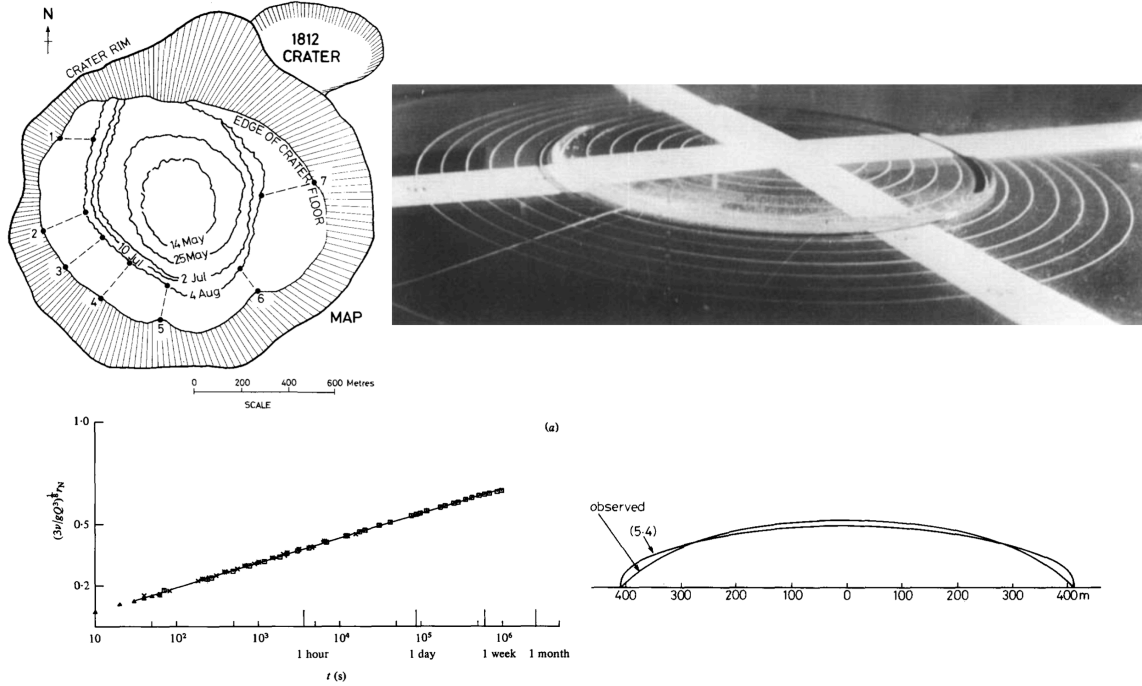 N
1812
CRATER
CRATER RIM
EDGE OF CRATER FLOOR
1
2
3
4
5
6
7
14 May
25 May
10 Jul
2 Jul
4 Aug
MAP
0 200 400 600 Metres
SCALE
(a)
1·0
0·5
0·2
(3ν/gQ³)^⅛ r_N
10 10² 10³ 10⁴ 10⁵ 10⁶
1 hour 1 day 1 week 1 month
t (s)
observed
(5·4)
400 300 200 100 0 100 200 300 400m